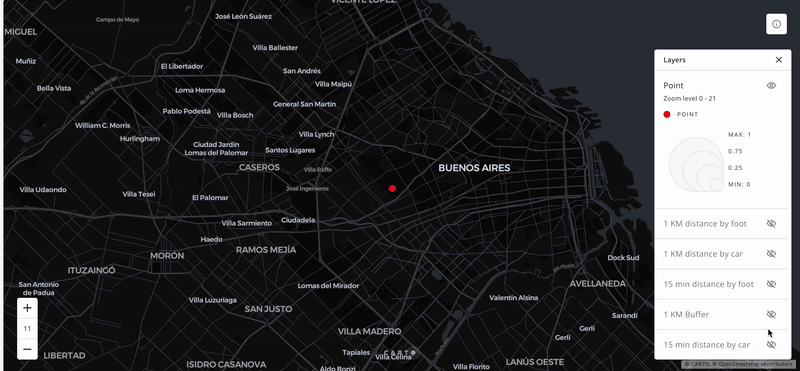 VICENTE LÓPEZ
Campo de Mayo
José León Suárez
MIGUEL
Villa Ballester
Muñiz
El Libertador
San Andrés
Villa Maipú
Bella Vista
Loma Hermosa
General San Martín
Pablo Podestá
Villa Bosch
William C. Morris
Villa Lynch
Hurlingham
Ciudad Jardín
Lomas del Palomar
Santos Lugares
CASEROS
Villa Raffo
BUENOS AIRES
José Ingenieros
Villa Udaondo
Villa Tesei
El Palomar
Villa Sarmiento
Ciudadela
Haedo
MORÓN
RAMOS MEJÍA
Dock Sud
ITUZAINGÓ
San Antonio
de Padua
Lomas del Mirador
AVELLANEDA
Villa Luzuriaga
Valentín Alsina
SAN JUSTO
Sarandí
Gerli
Gerli
VILLA MADERO
LIBERTAD
Tapiales
CARTO
Villa Celina
ISIDRO CASANOVA
Aldo Bonzi
Villa Fiorito
LANÚS OESTE
+
11
−
Layers
Point
Zoom level 0 - 21
POINT
MAX: 1
0.75
0.25
MIN: 0
1 KM distance by foot
1 KM distance by car
15 min distance by foot
1 KM Buffer
15 min distance by car
© CARTO, © OpenStreetMap contributors